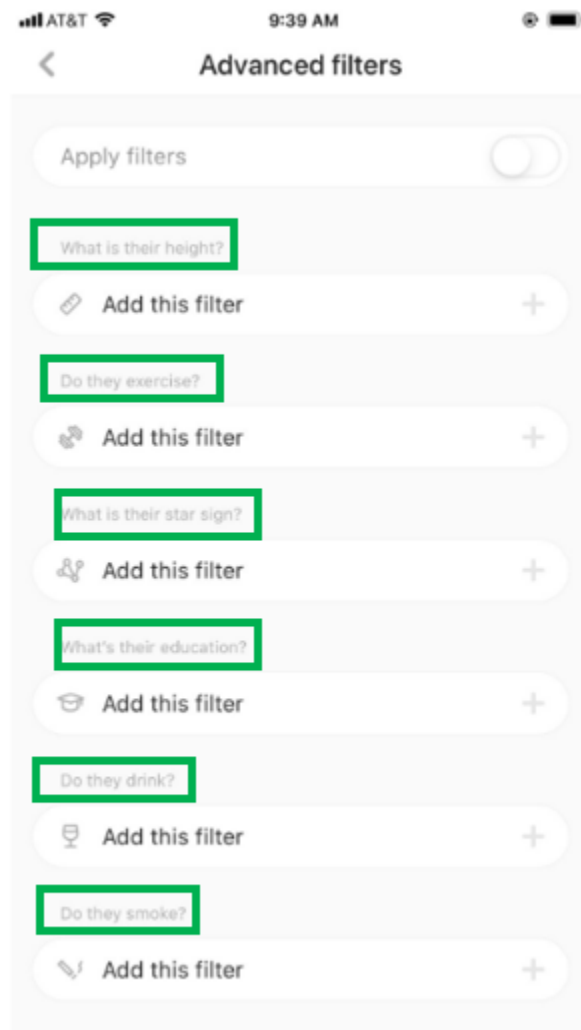 AT&T 9:39 AM
Advanced filters
Apply filters
What is their height?
Add this filter
Do they exercise?
Add this filter
What is their star sign?
Add this filter
What's their education?
Add this filter
Do they drink?
Add this filter
Do they smoke?
Add this filter